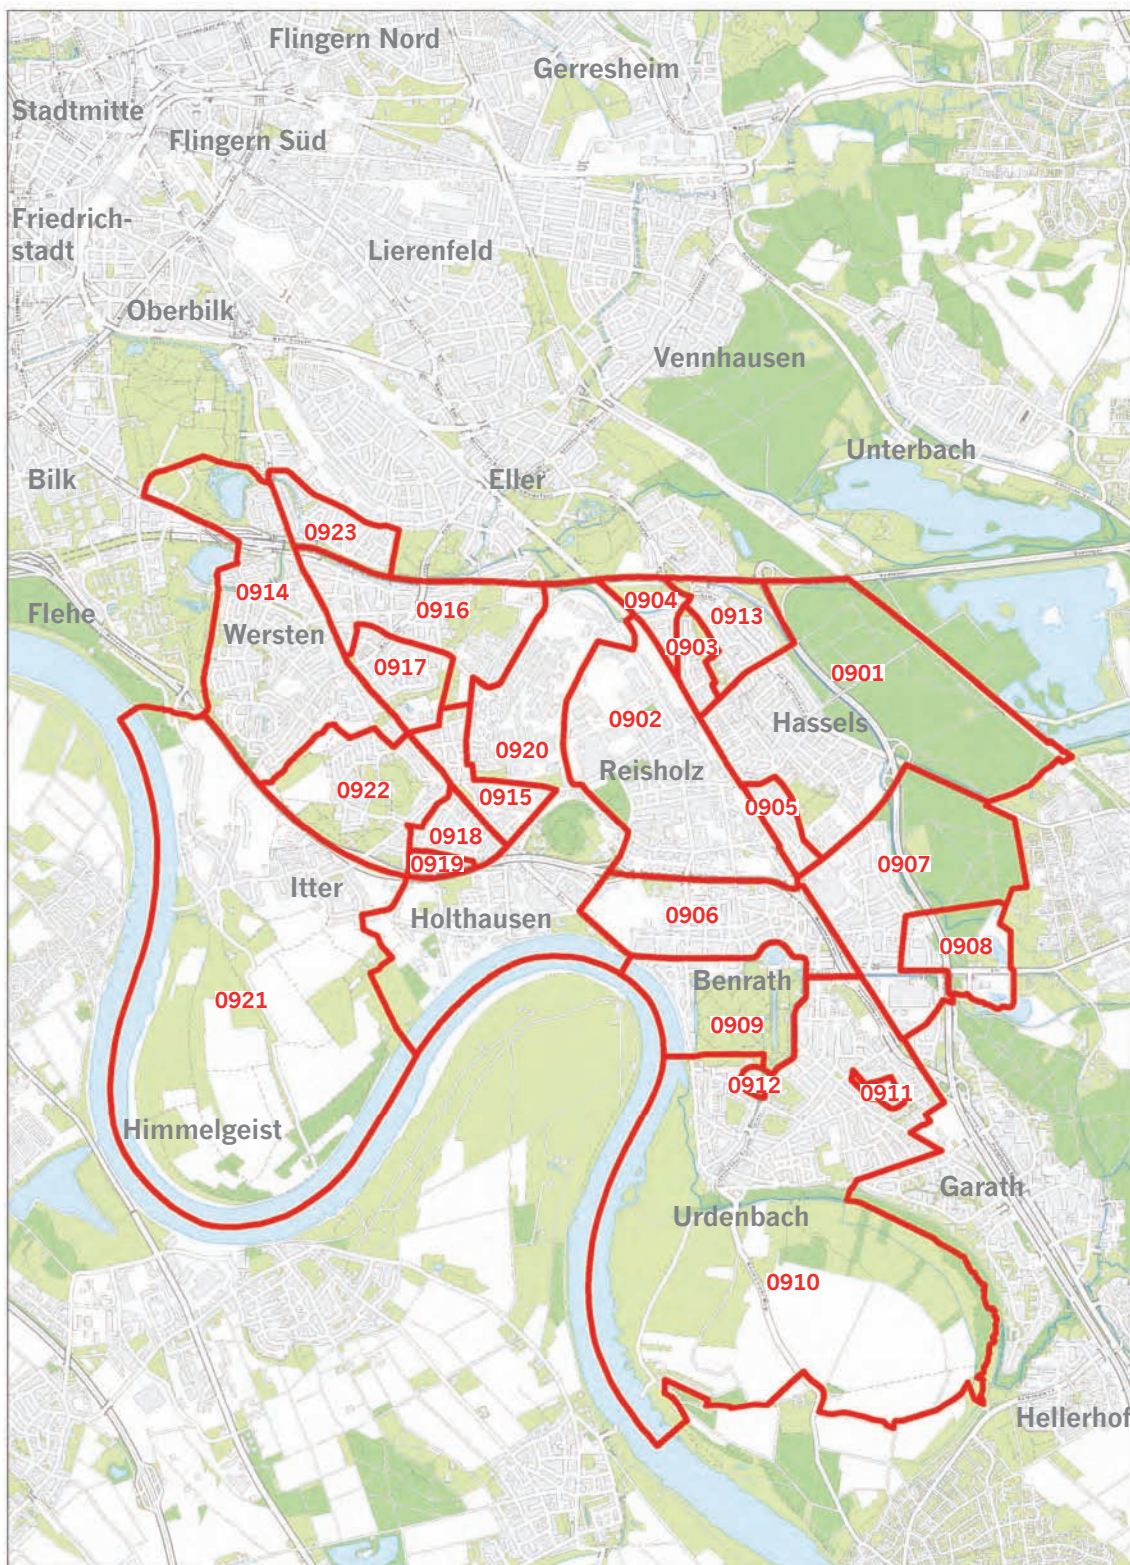 Flingern Nord
Gerresheim
Stadtmitte
Flingern Süd
Friedrich-
stadt
Lierenfeld
Oberbilk
Vennhausen
Unterbach
Bilk
Eller
0923
0914
0916
0904
0913
Flehe
Wersten
0903
0917
0901
0902
Hassels
0920
Reisholz
0922
0915
0905
0918
0919
0907
Itter
Holthausen
0906
0908
Benrath
0921
0909
0912
0911
Himmelgeist
Garath
Urdenbach
0910
Hellerhof